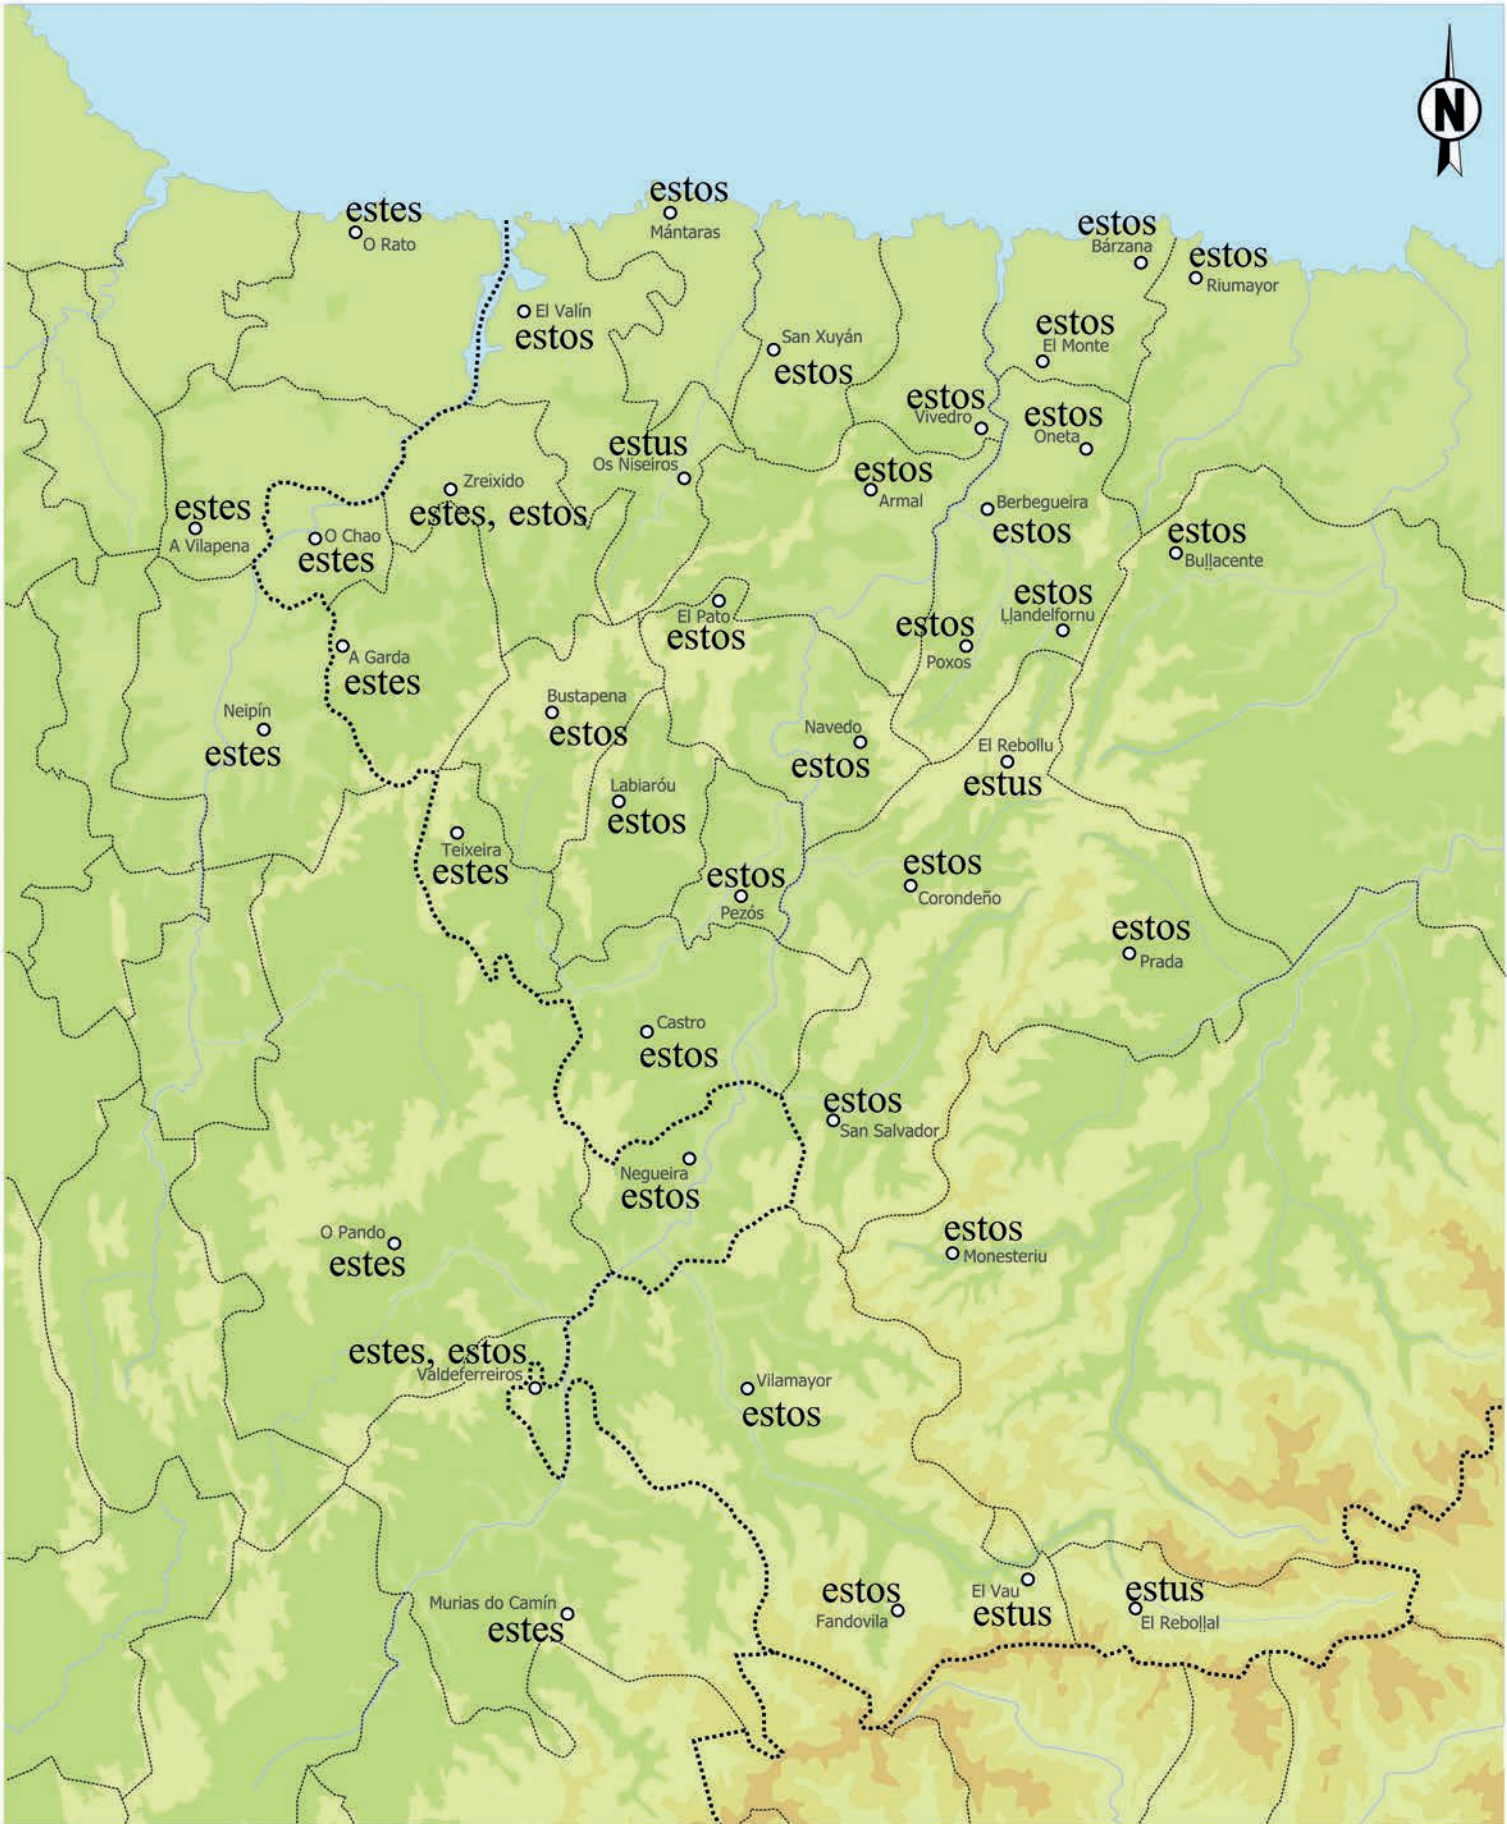 N
estos
Mántaras
estes
O Rato
estos
Bárzana
estos
Riumayor
El Valín
estos
estos
El Monte
San Xuyán
estos
estos
Vivedro
estos
Oneta
estus
Os Niseiros
estos
Armal
Zreixido
estes, estos
estes
A Vilapena
O Chao
estes
Berbegueira
estos
estos
Buḷḷacente
estos
Ḷḷandelfornu
El Pato
estos
estos
Poxos
A Garda
estes
Neipín
estes
Bustapena
estos
Navedo
estos
El Rebollu
estus
Labiaróu
estos
Teixeira
estes
estos
Pezós
estos
Corondeño
estos
Prada
Castro
estos
estos
San Salvador
Negueira
estos
O Pando
estes
estos
Monesteriu
estes, estos
Valdeferreiros
Vilamayor
estos
Murias do Camín
estes
estos
Fandovila
El Vau
estus
estus
El Reboḷḷal